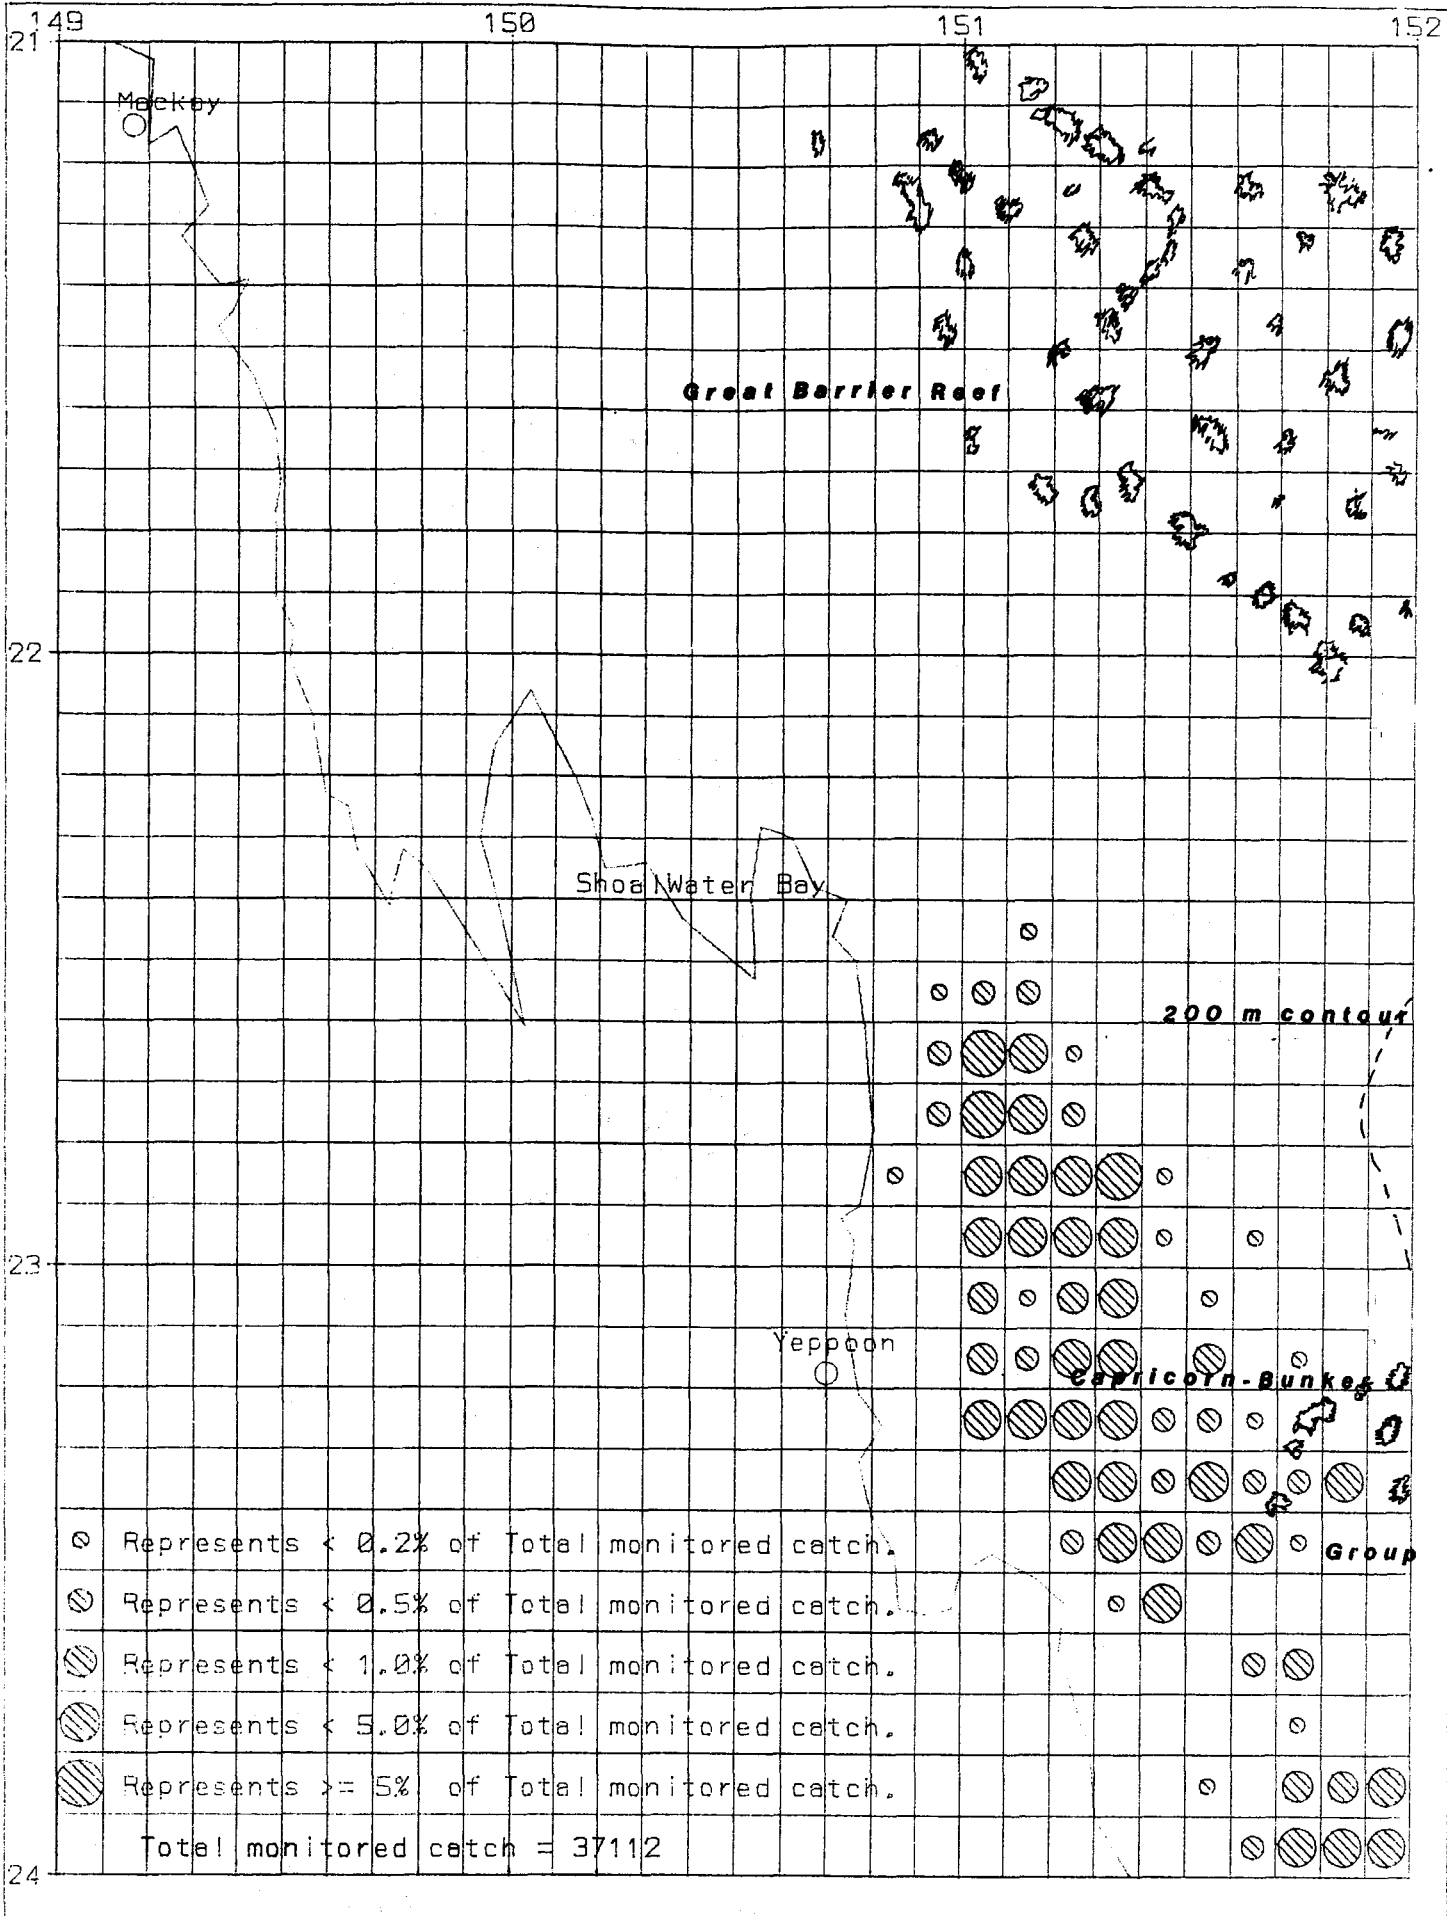 149 150 151 152
21
Mackay
Great Barrier Reef
22
ShoalWater Bay
200 m contour
23
Yeppoon
Capricorn-Bunker
Group
Represents < 0.2% of Total monitored catch.
Represents < 0.5% of Total monitored catch.
Represents < 1.0% of Total monitored catch.
Represents < 5.0% of Total monitored catch.
Represents >= 5% of Total monitored catch.
Total monitored catch = 37112
24